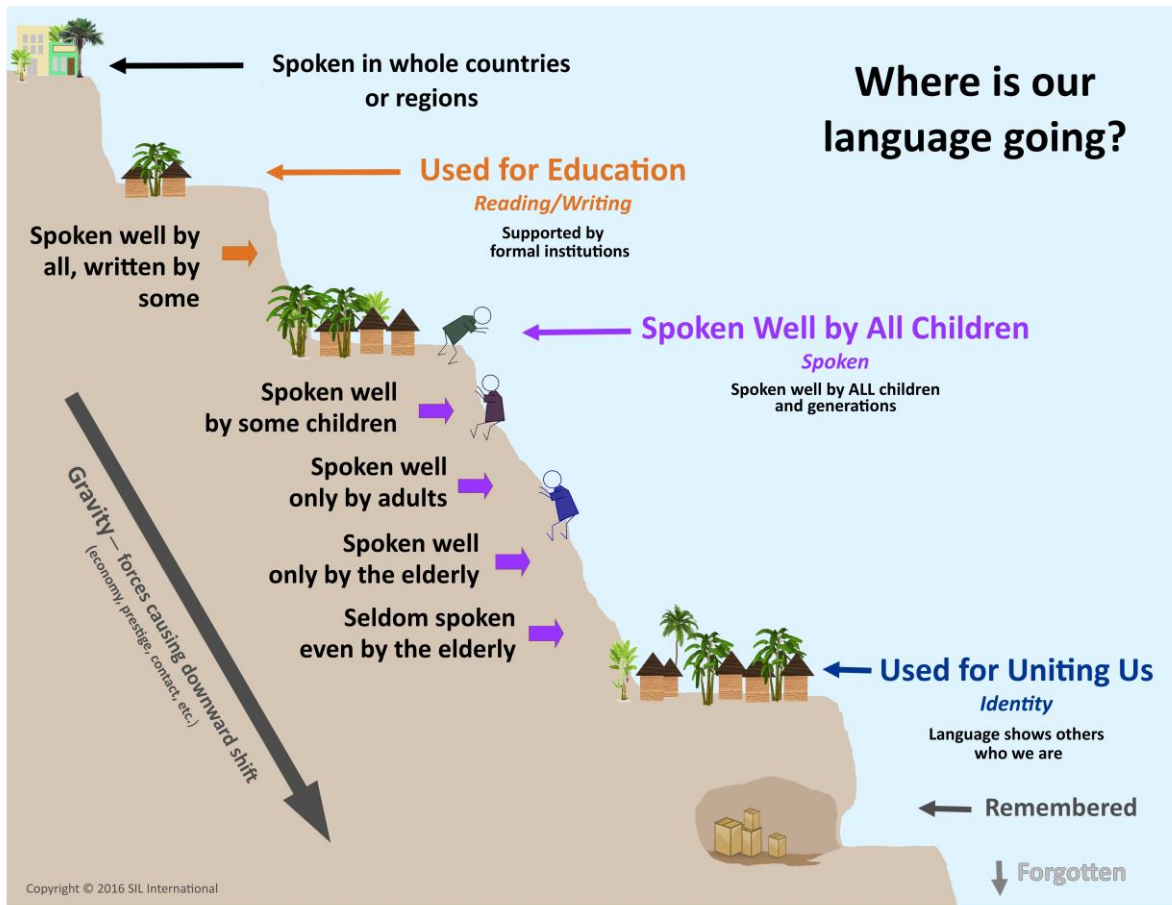 Where is our
language going?
Spoken in whole countries
or regions
Used for Education
Reading/Writing
Supported by
formal institutions
Spoken well by
all, written by
some
Spoken Well by All Children
Spoken
Spoken well by ALL children
and generations
Spoken well
by some children
Spoken well
only by adults
Spoken well
only by the elderly
Seldom spoken
even by the elderly
Gravity – forces causing downward shift
(economy, prestige, contact, etc.)
Used for Uniting Us
Identity
Language shows others
who we are
Remembered
Forgotten
Copyright © 2016 SIL International